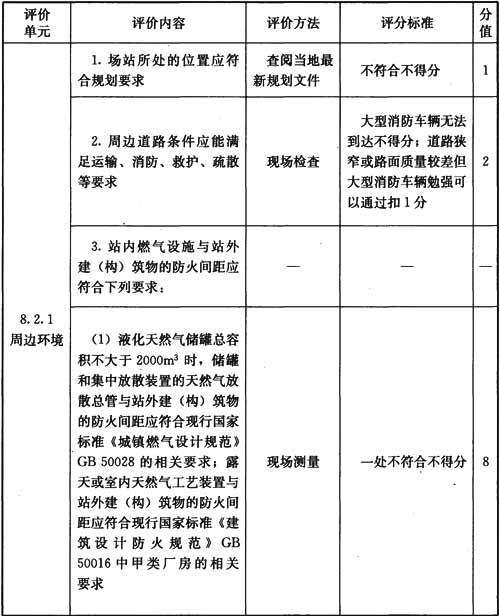 评价
单元
评价内容
评价方法
评分标准
分
值
8.2.1
周边环境
1. 场站所处的位置应符
合规划要求
查阅当地最
新规划文件
不符合不得分
1
2. 周边道路条件应能满
足运输、消防、救护、疏散
等要求
现场检查
大型消防车辆无法
到达不得分；道路狭
窄或路面质量较差但
大型消防车辆勉强可
以通过扣1分
2
3. 站内燃气设施与站外
建（构）筑物的防火间距应
符合下列要求：
—
—
—
（1）液化天然气储罐总容
积不大于2000m³时，储罐
和集中放散装置的天然气放
散总管与站外建（构）筑物
的防火间距应符合现行国家
标准《城镇燃气设计规范》
GB 50028 的相关要求；露
天或室内天然气工艺装置与
站外建（构）筑物的防火间
距应符合现行国家标准《建
筑设计防火规范》GB
50016中甲类厂房的相关
要求
现场测量
一处不符合不得分
8